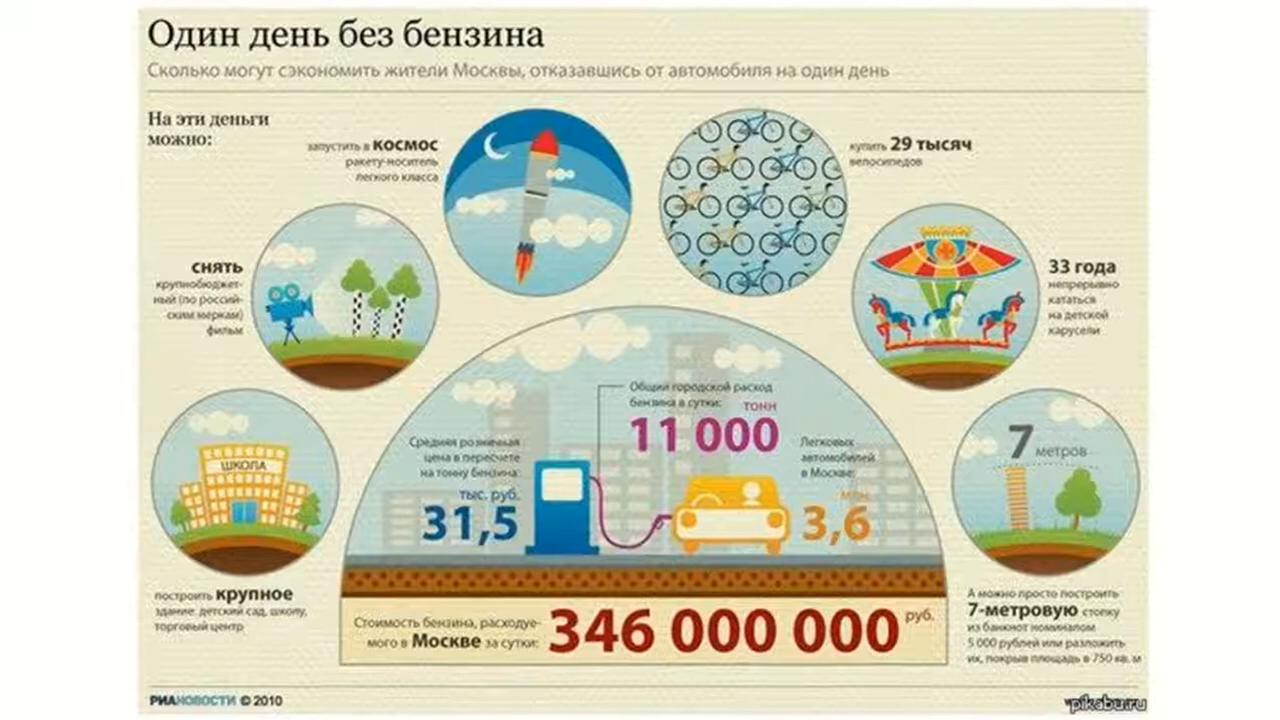 Один день без бензина
Сколько могут сэкономить жители Москвы, отказавшись от автомобиля на один день
На эти деньги
можно:
запустить в космос
ракету-носитель
легкого класса
купить 29 тысяч
велосипедов
снять
крупнобюджет-
ный (по россий-
ским меркам)
фильм
33 года
непрерывно
кататься
на детской
карусели
ШКОЛА
построить крупное
здание: детский сад, школу,
торговый центр
Общий городской расход
бензина в сутки:
тонн
11 000
Средняя розничная
цена в пересчете
на тонну бензина:
тыс. руб.
31,5
Легковых
автомобилей
в Москве:
млн
3,6
7 метров
А можно просто построить
7-метровую стопку
из банкнот номиналом
5 000 рублей или разложить
их, покрыв площадь в 750 кв. м
Стоимость бензина, расходуе-
мого в Москве за сутки:
346 000 000 руб.
РИАНОВОСТИ © 2010
pikabu.ru